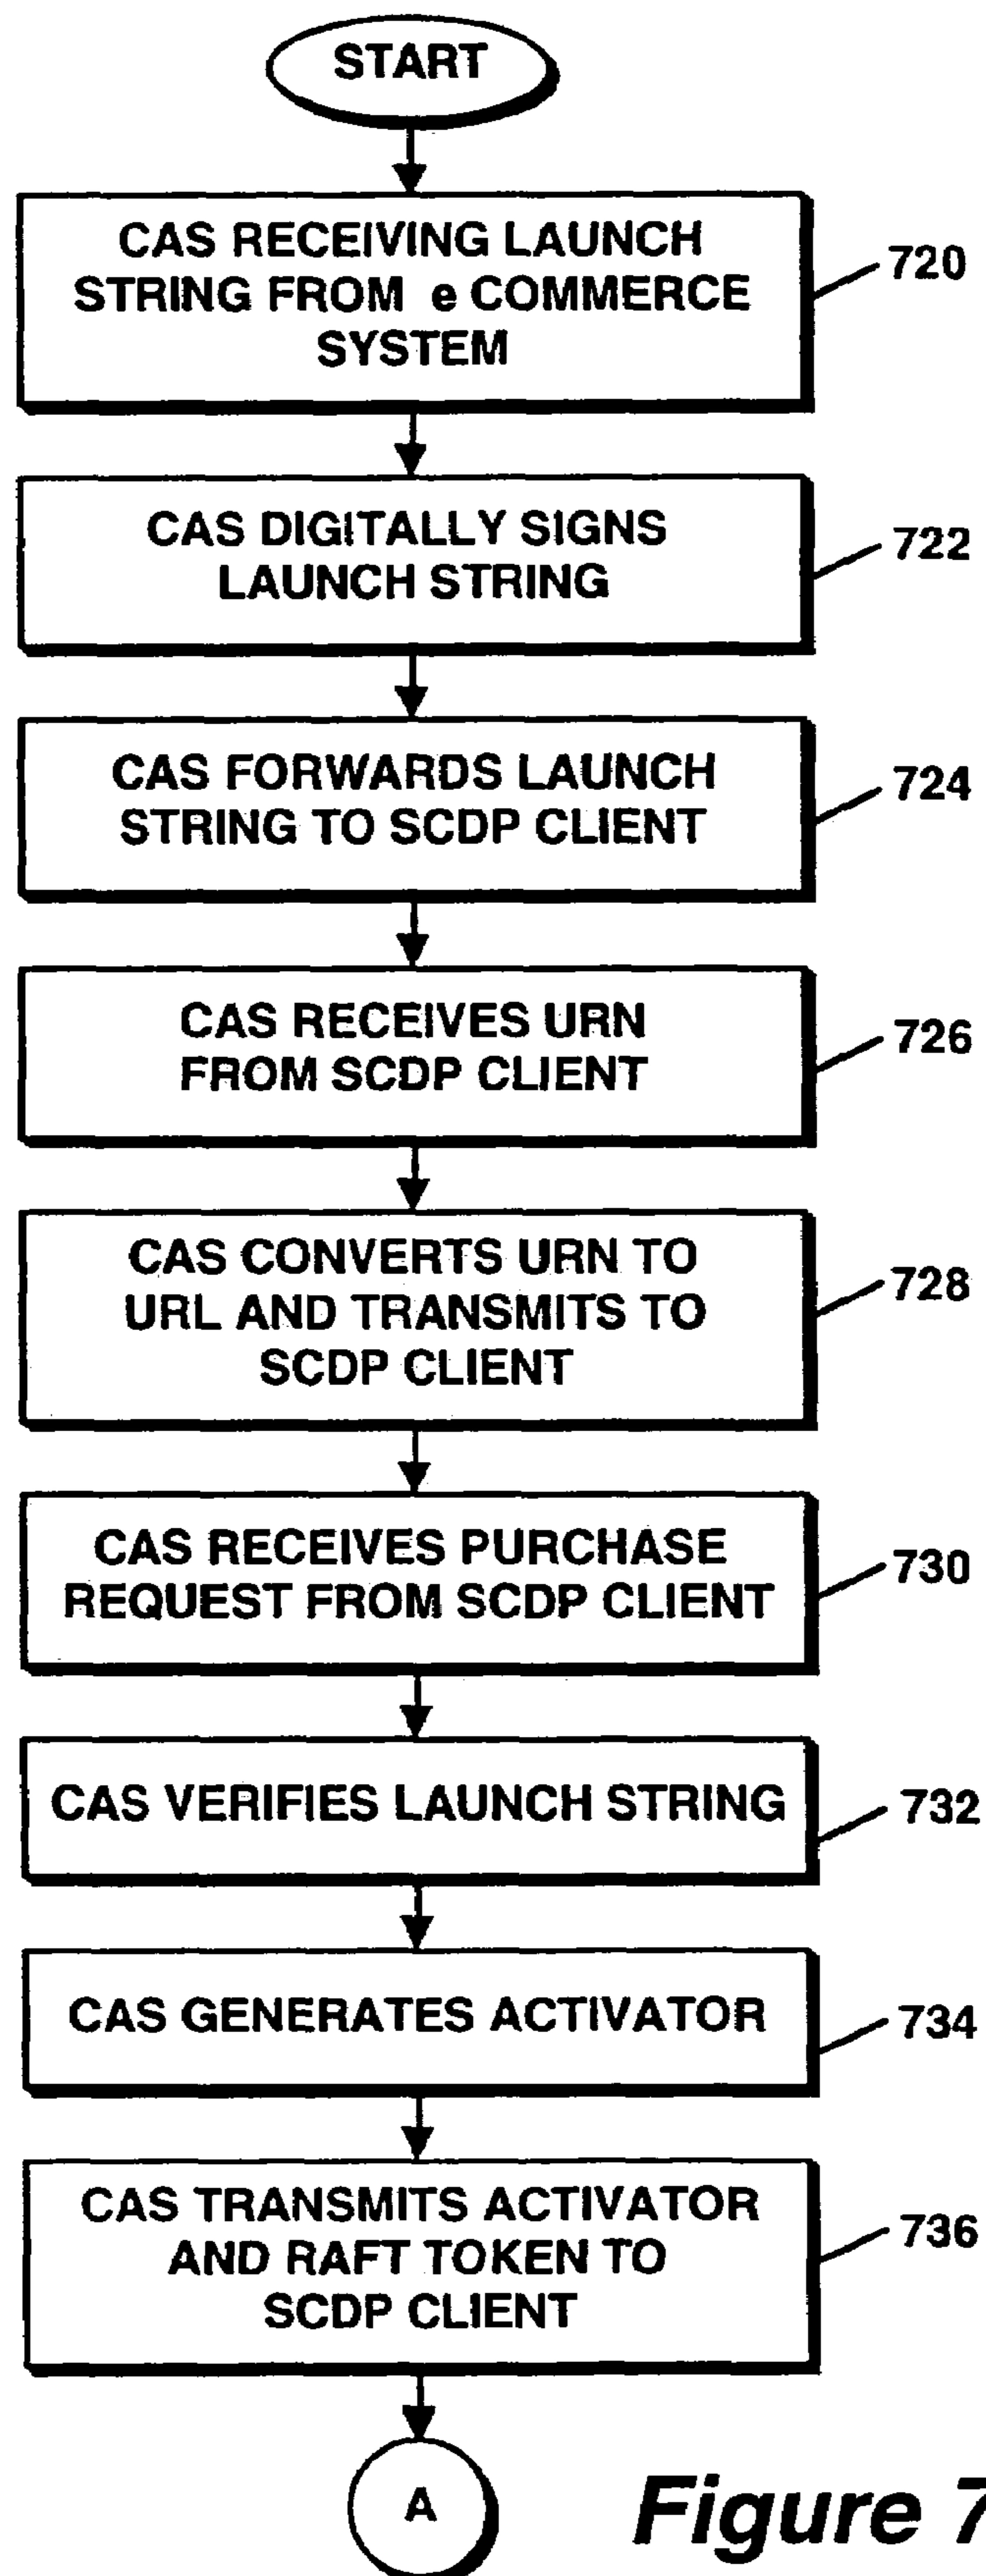 START
CAS RECEIVING LAUNCH
STRING FROM e COMMERCE
SYSTEM
720
CAS DIGITALLY SIGNS
LAUNCH STRING
722
CAS FORWARDS LAUNCH
STRING TO SCDP CLIENT
724
CAS RECEIVES URN
FROM SCDP CLIENT
726
CAS CONVERTS URN TO
URL AND TRANSMITS TO
SCDP CLIENT
728
CAS RECEIVES PURCHASE
REQUEST FROM SCDP CLIENT
730
CAS VERIFIES LAUNCH STRING
732
CAS GENERATES ACTIVATOR
734
CAS TRANSMITS ACTIVATOR
AND RAFT TOKEN TO
SCDP CLIENT
736
A
Figure 7